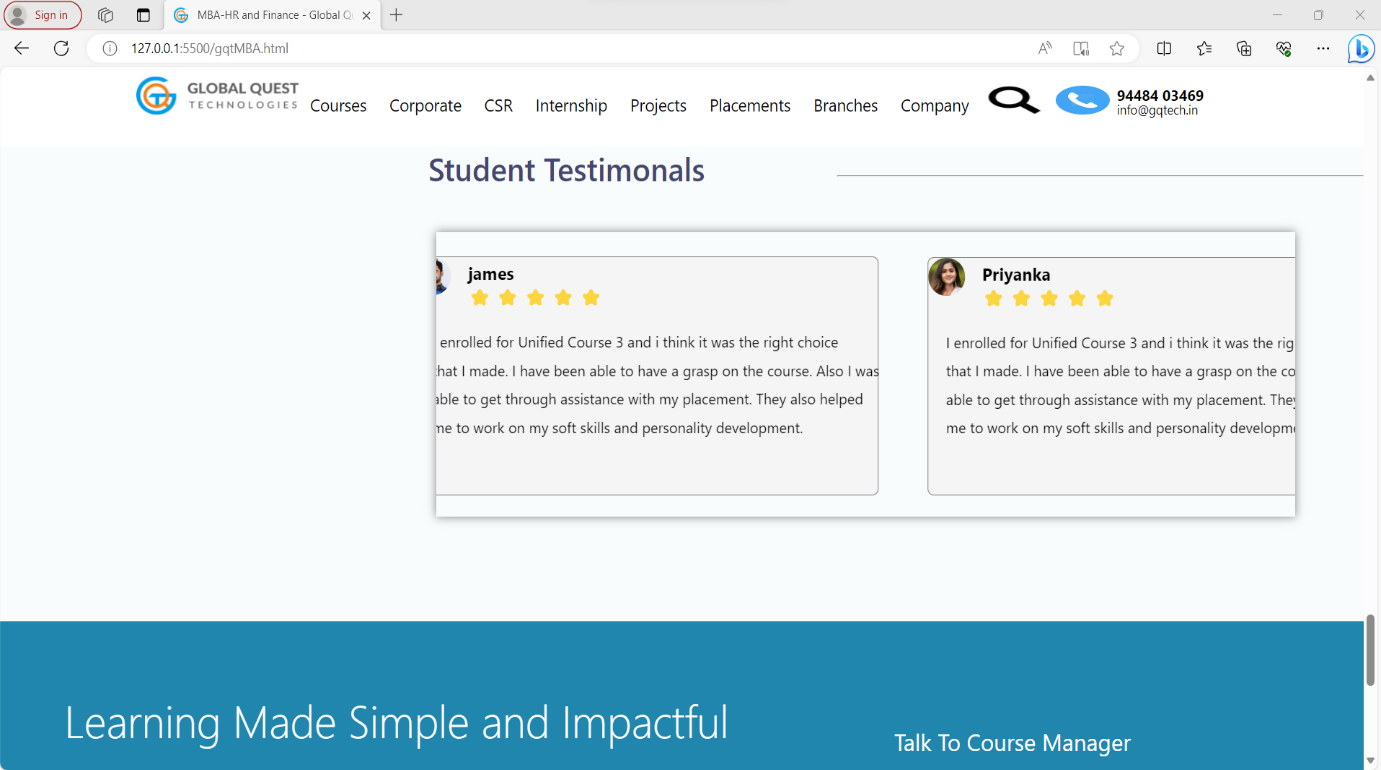 Sign in
MBA-HR and Finance - Global Q
127.0.0.1:5500/gqtMBA.html
GLOBAL QUEST
TECHNOLOGIES
Courses Corporate CSR Internship Projects Placements Branches Company
94484 03469
info@gqtech.in
Student Testimonals
james
enrolled for Unified Course 3 and i think it was the right choice
that I made. I have been able to have a grasp on the course. Also I was
able to get through assistance with my placement. They also helped
me to work on my soft skills and personality development.
Priyanka
I enrolled for Unified Course 3 and i think it was the rig
that I made. I have been able to have a grasp on the co
able to get through assistance with my placement. They
me to work on my soft skills and personality developm
Learning Made Simple and Impactful
Talk To Course Manager